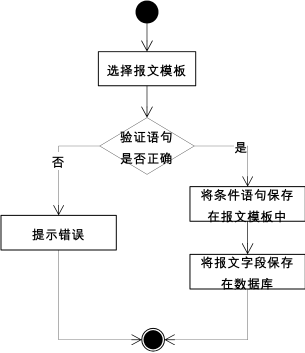 选择报文模板
验证语句
是否正确
否
是
将条件语句保存
在报文模板中
提示错误
将报文字段保存
在数据库